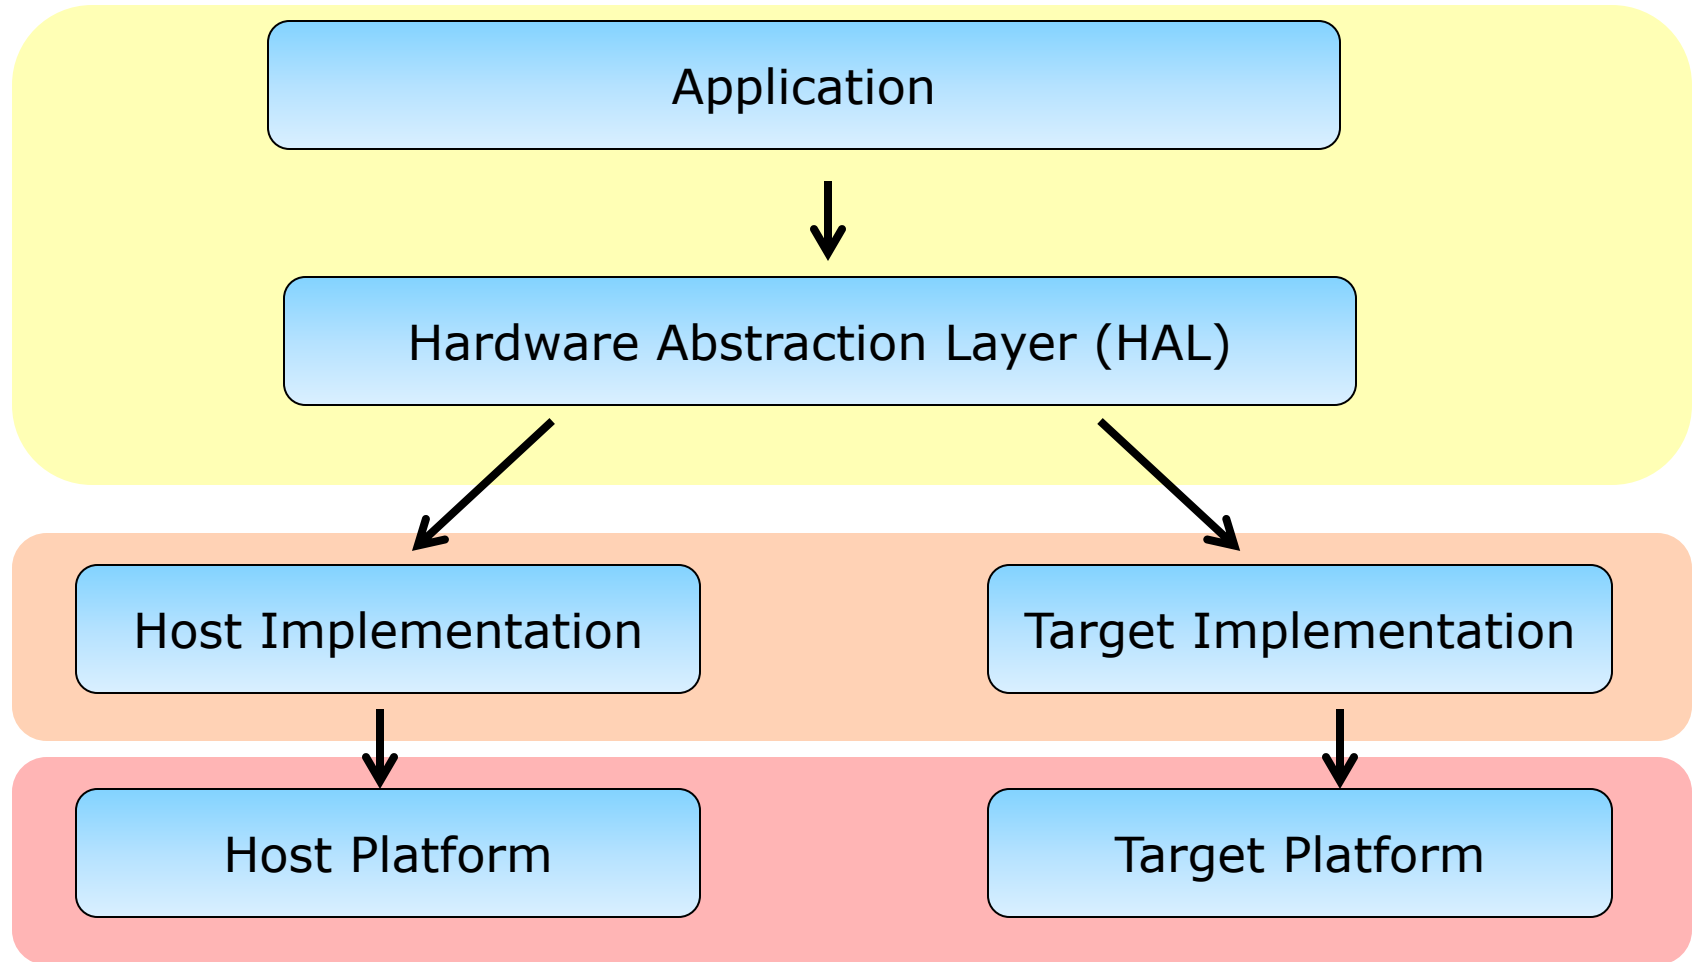 Application
Hardware Abstraction Layer (HAL)
Host Implementation
Target Implementation
Host Platform
Target Platform